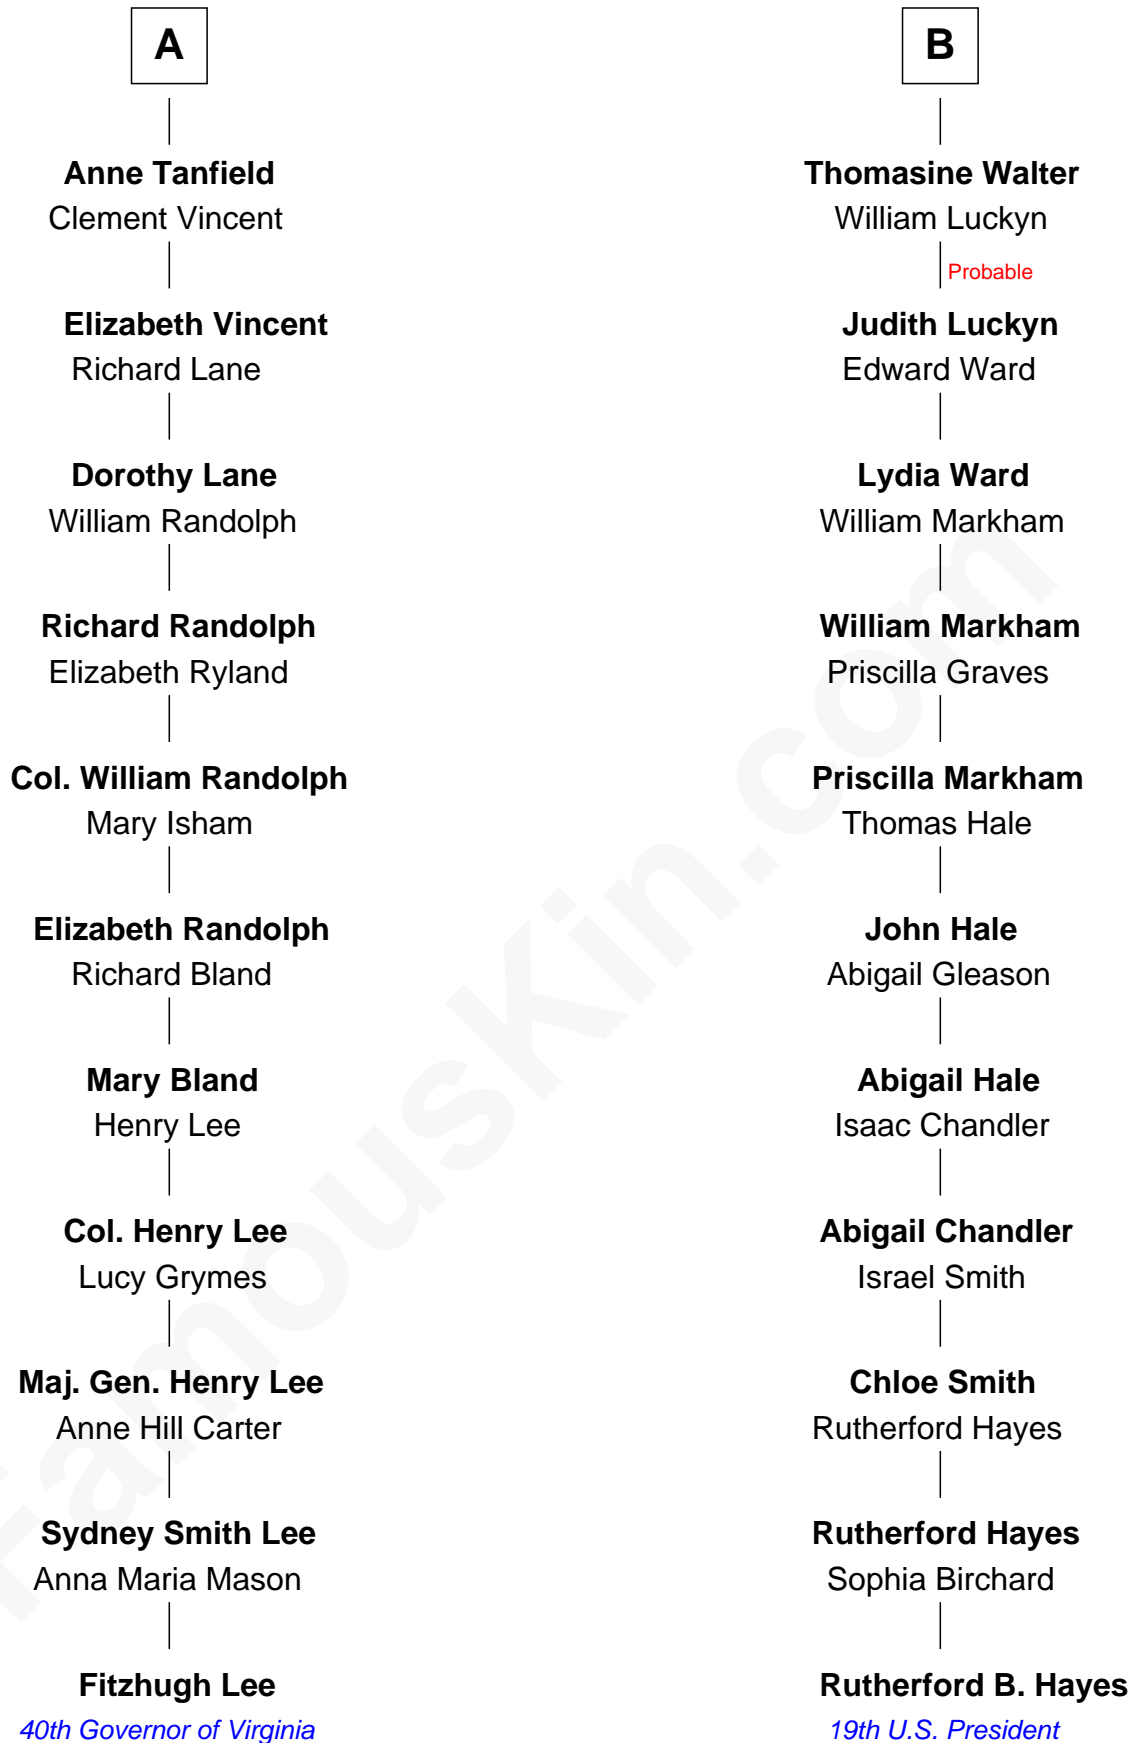 A
Anne Tanfield
Clement Vincent
Elizabeth Vincent
Richard Lane
Dorothy Lane
William Randolph
Richard Randolph
Elizabeth Ryland
Col. William Randolph
Mary Isham
Elizabeth Randolph
Richard Bland
Mary Bland
Henry Lee
Col. Henry Lee
Lucy Grymes
Maj. Gen. Henry Lee
Anne Hill Carter
Sydney Smith Lee
Anna Maria Mason
Fitzhugh Lee
40th Governor of Virginia
B
Thomasine Walter
William Luckyn
Probable
Judith Luckyn
Edward Ward
Lydia Ward
William Markham
William Markham
Priscilla Graves
Priscilla Markham
Thomas Hale
John Hale
Abigail Gleason
Abigail Hale
Isaac Chandler
Abigail Chandler
Israel Smith
Chloe Smith
Rutherford Hayes
Rutherford Hayes
Sophia Birchard
Rutherford B. Hayes
19th U.S. President
FamousKin.com